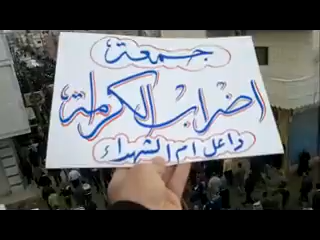 جمعة
اضراب الكرامة
داعل ام الشهداء